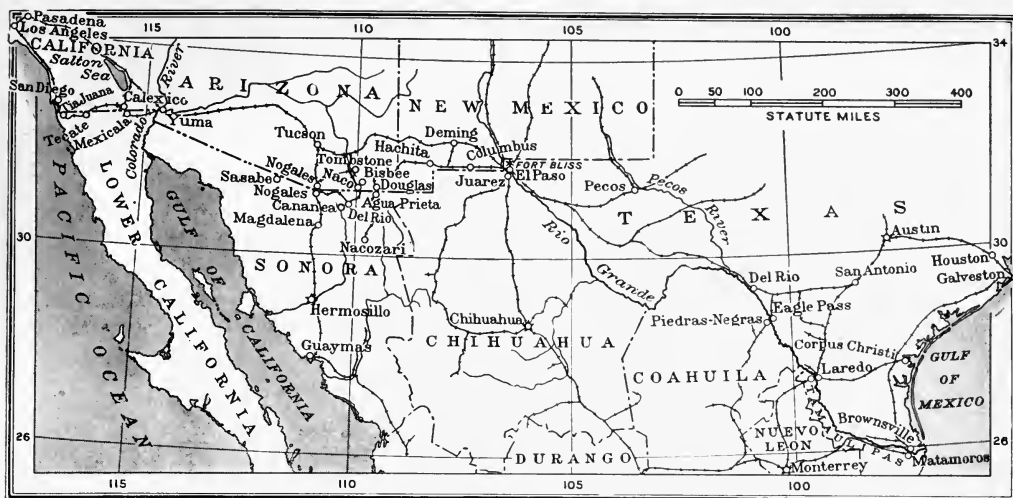 115
110
105
100
34
Pasadena
Los Angeles
CALIFORNIA
Salton
Sea
River
ARIZONA
NEW MEXICO
0 50 100 200 300 400
STATUTE MILES
San Diego
Tia Juana
Calexico
Tecate
Mexicala
Colorado
Yuma
Tucson
Hachita
Deming
Columbus
FORT BLISS
Tombstone
Bisbee
Nogales
Naco
Douglas
Juarez
El Paso
Sasabe
Nogales
Cananea
Agua Prieta
Del Rio
Magdalena
Nacozari
Pecos
Pecos
River
TEXAS
PACIFIC OCEAN
LOWER CALIFORNIA
GULF OF CALIFORNIA
30
30
SONORA
Rio
Grande
Austin
Houston
Galveston
Del Rio
San Antonio
Eagle Pass
Piedras-Negras
Hermosillo
Chihuahua
CHIHUAHUA
Guaymas
Corpus Christi
GULF
OF
MEXICO
COAHUILA
Laredo
TAMAULIPAS
Brownsville
NUEVO
LEON
26
26
DURANGO
Monterrey
Matamoros
115
110
105
100